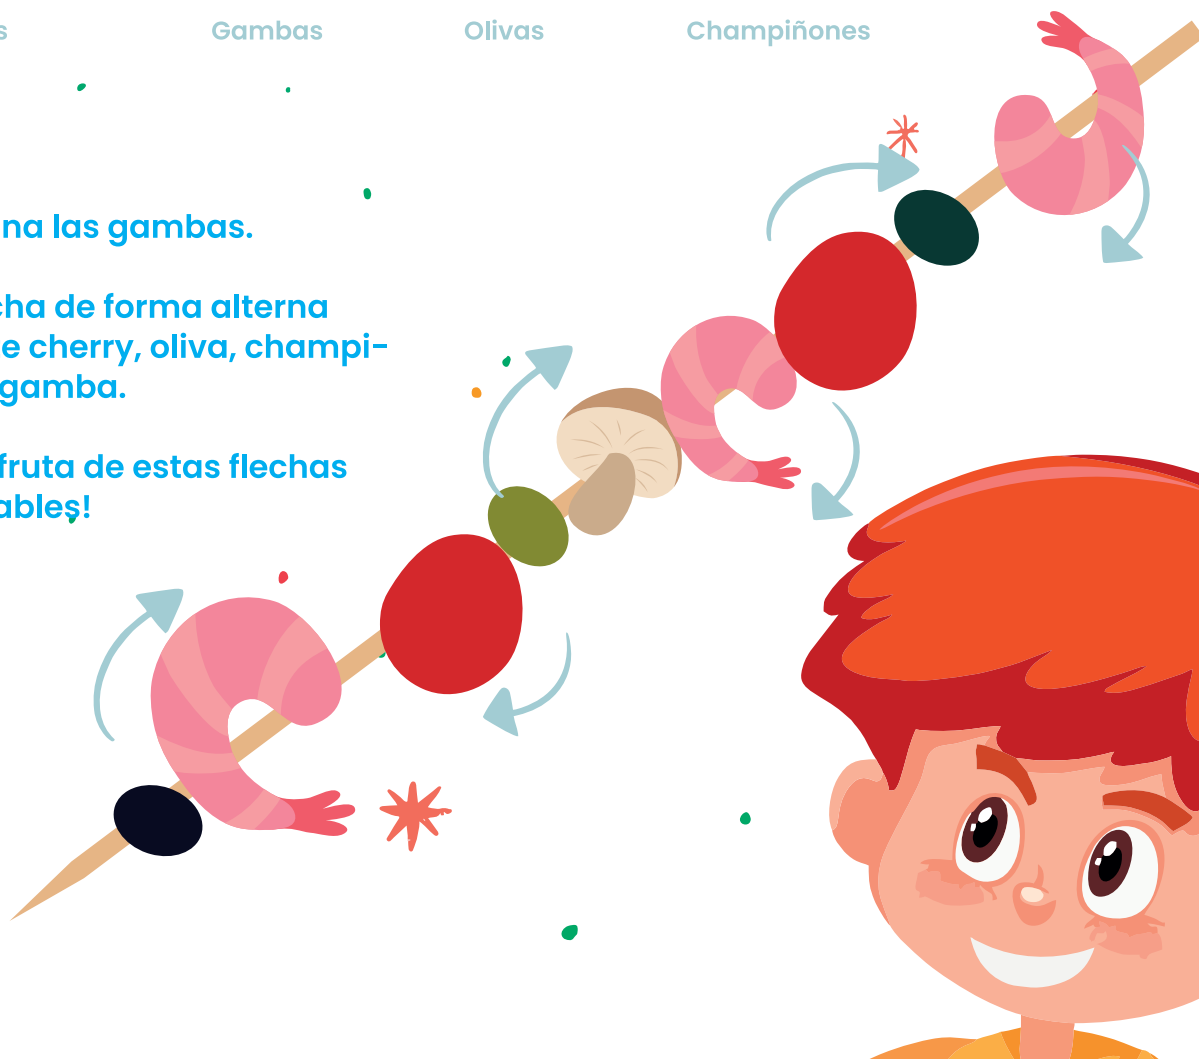 s Gambas Olivas Champiñones
na las gambas.
cha de forma alterna
e cherry, oliva, champi-
gamba.
fruta de estas flechas
ables!